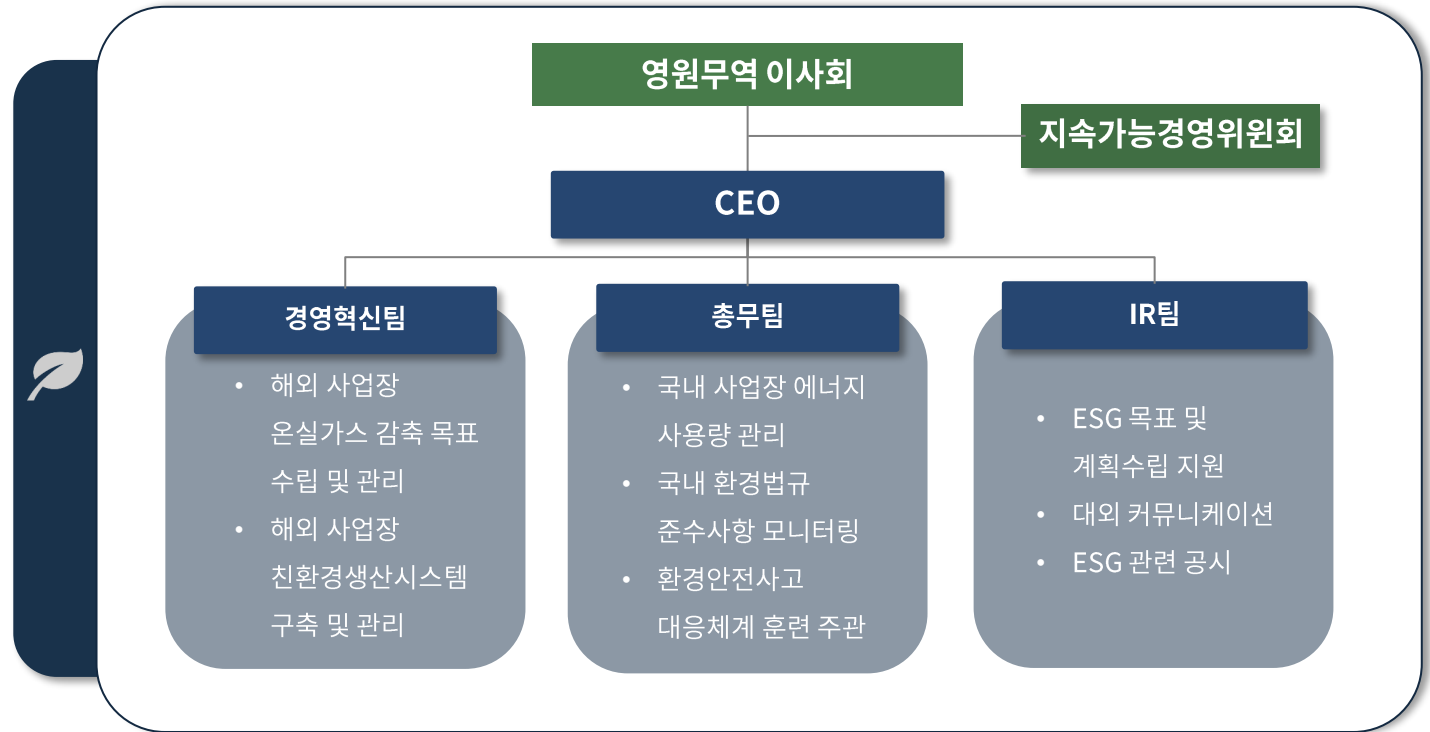 영원무역 이사회
지속가능경영위원회
CEO
경영혁신팀
• 해외 사업장
온실가스 감축 목표
수립 및 관리
• 해외 사업장
친환경생산시스템
구축 및 관리
총무팀
• 국내 사업장 에너지
사용량 관리
• 국내 환경법규
준수사항 모니터링
• 환경안전사고
대응체계 훈련 주관
IR팀
• ESG 목표 및
계획수립 지원
• 대외 커뮤니케이션
• ESG 관련 공시